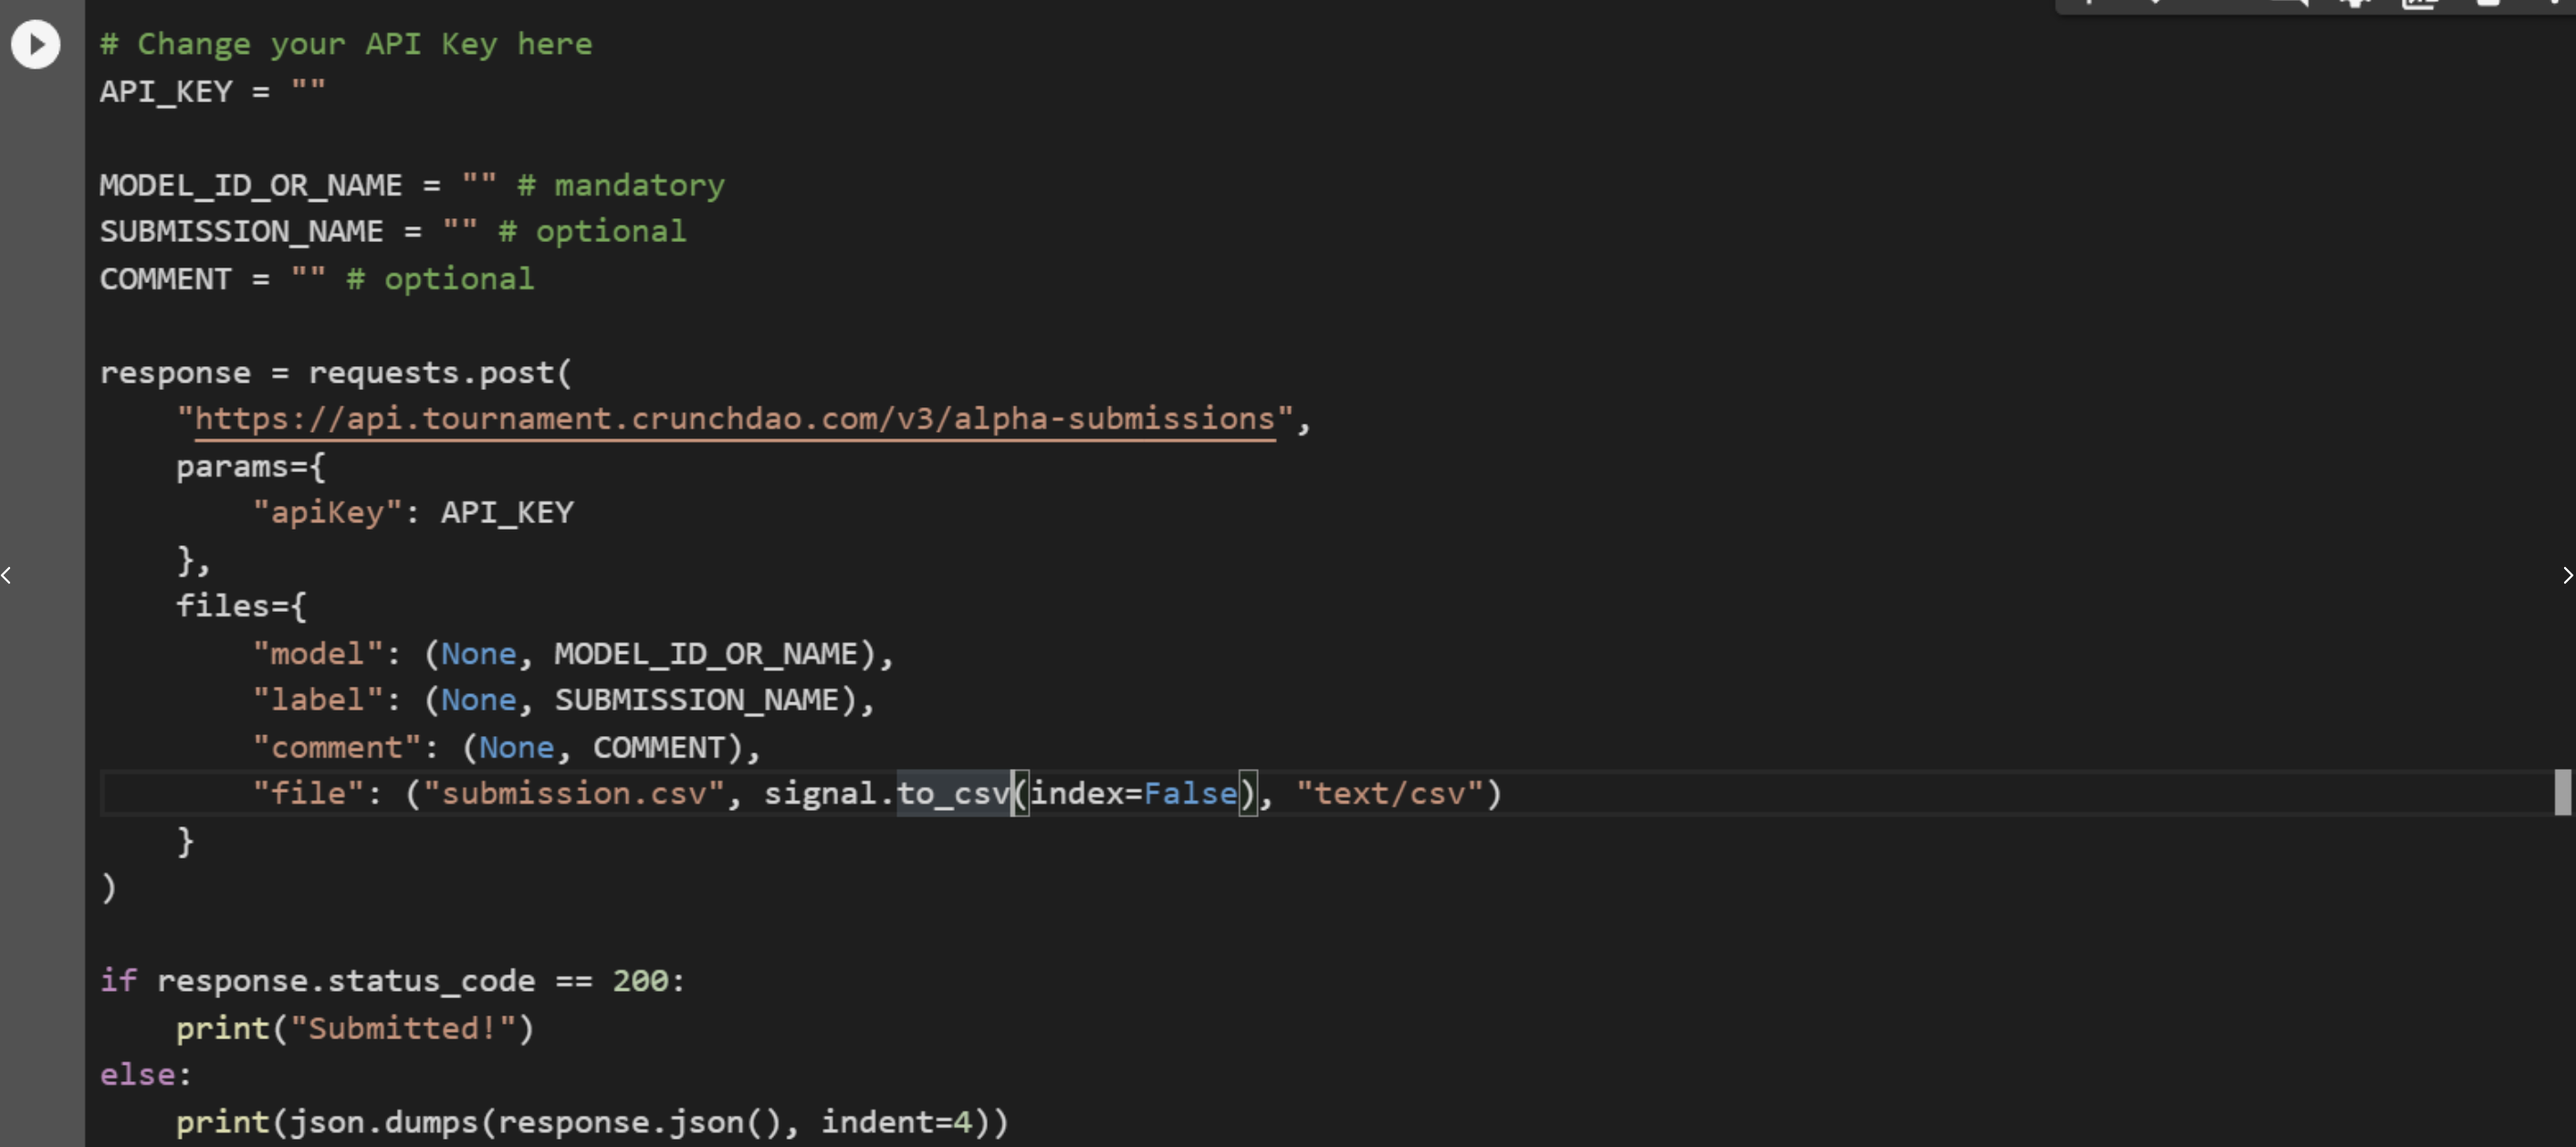 # Change your API Key here
API_KEY = ""
MODEL_ID_OR_NAME = "" # mandatory
SUBMISSION_NAME = "" # optional
COMMENT = "" # optional
response = requests.post(
    "https://api.tournament.crunchdao.com/v3/alpha-submissions",
    params={
        "apiKey": API_KEY
    },
    files={
        "model": (None, MODEL_ID_OR_NAME),
        "label": (None, SUBMISSION_NAME),
        "comment": (None, COMMENT),
        "file": ("submission.csv", signal.to_csv(index=False), "text/csv")
    }
)
if response.status_code == 200:
    print("Submitted!")
else:
    print(json.dumps(response.json(), indent=4))